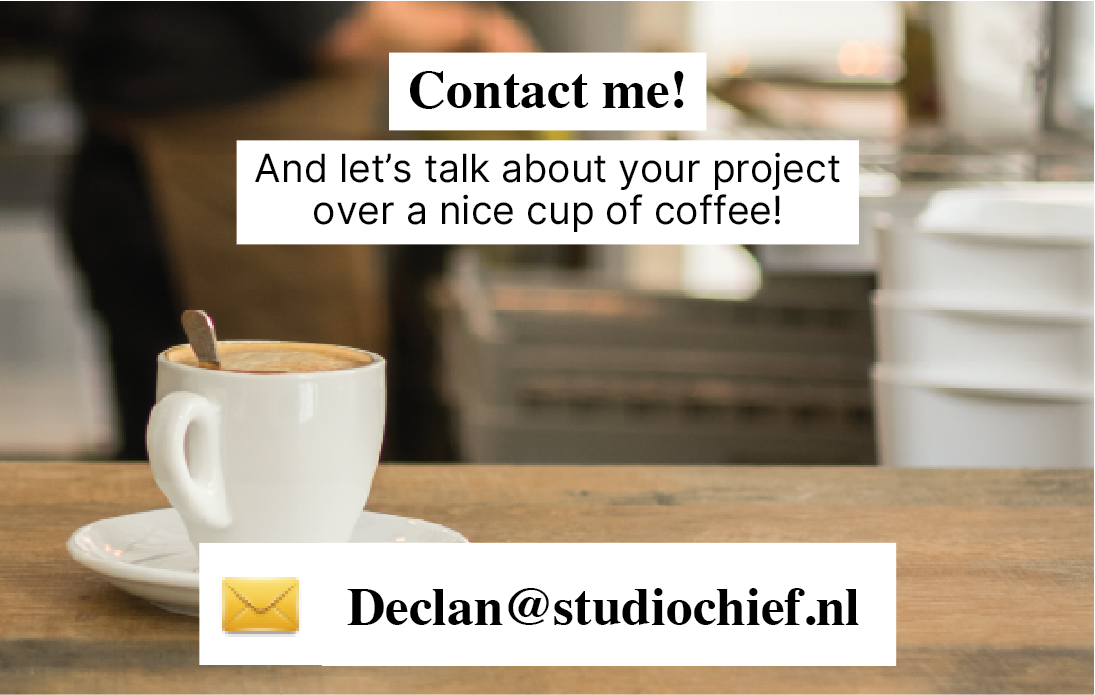 Contact me!
And let’s talk about your project
over a nice cup of coffee!
Declan@studiochief.nl